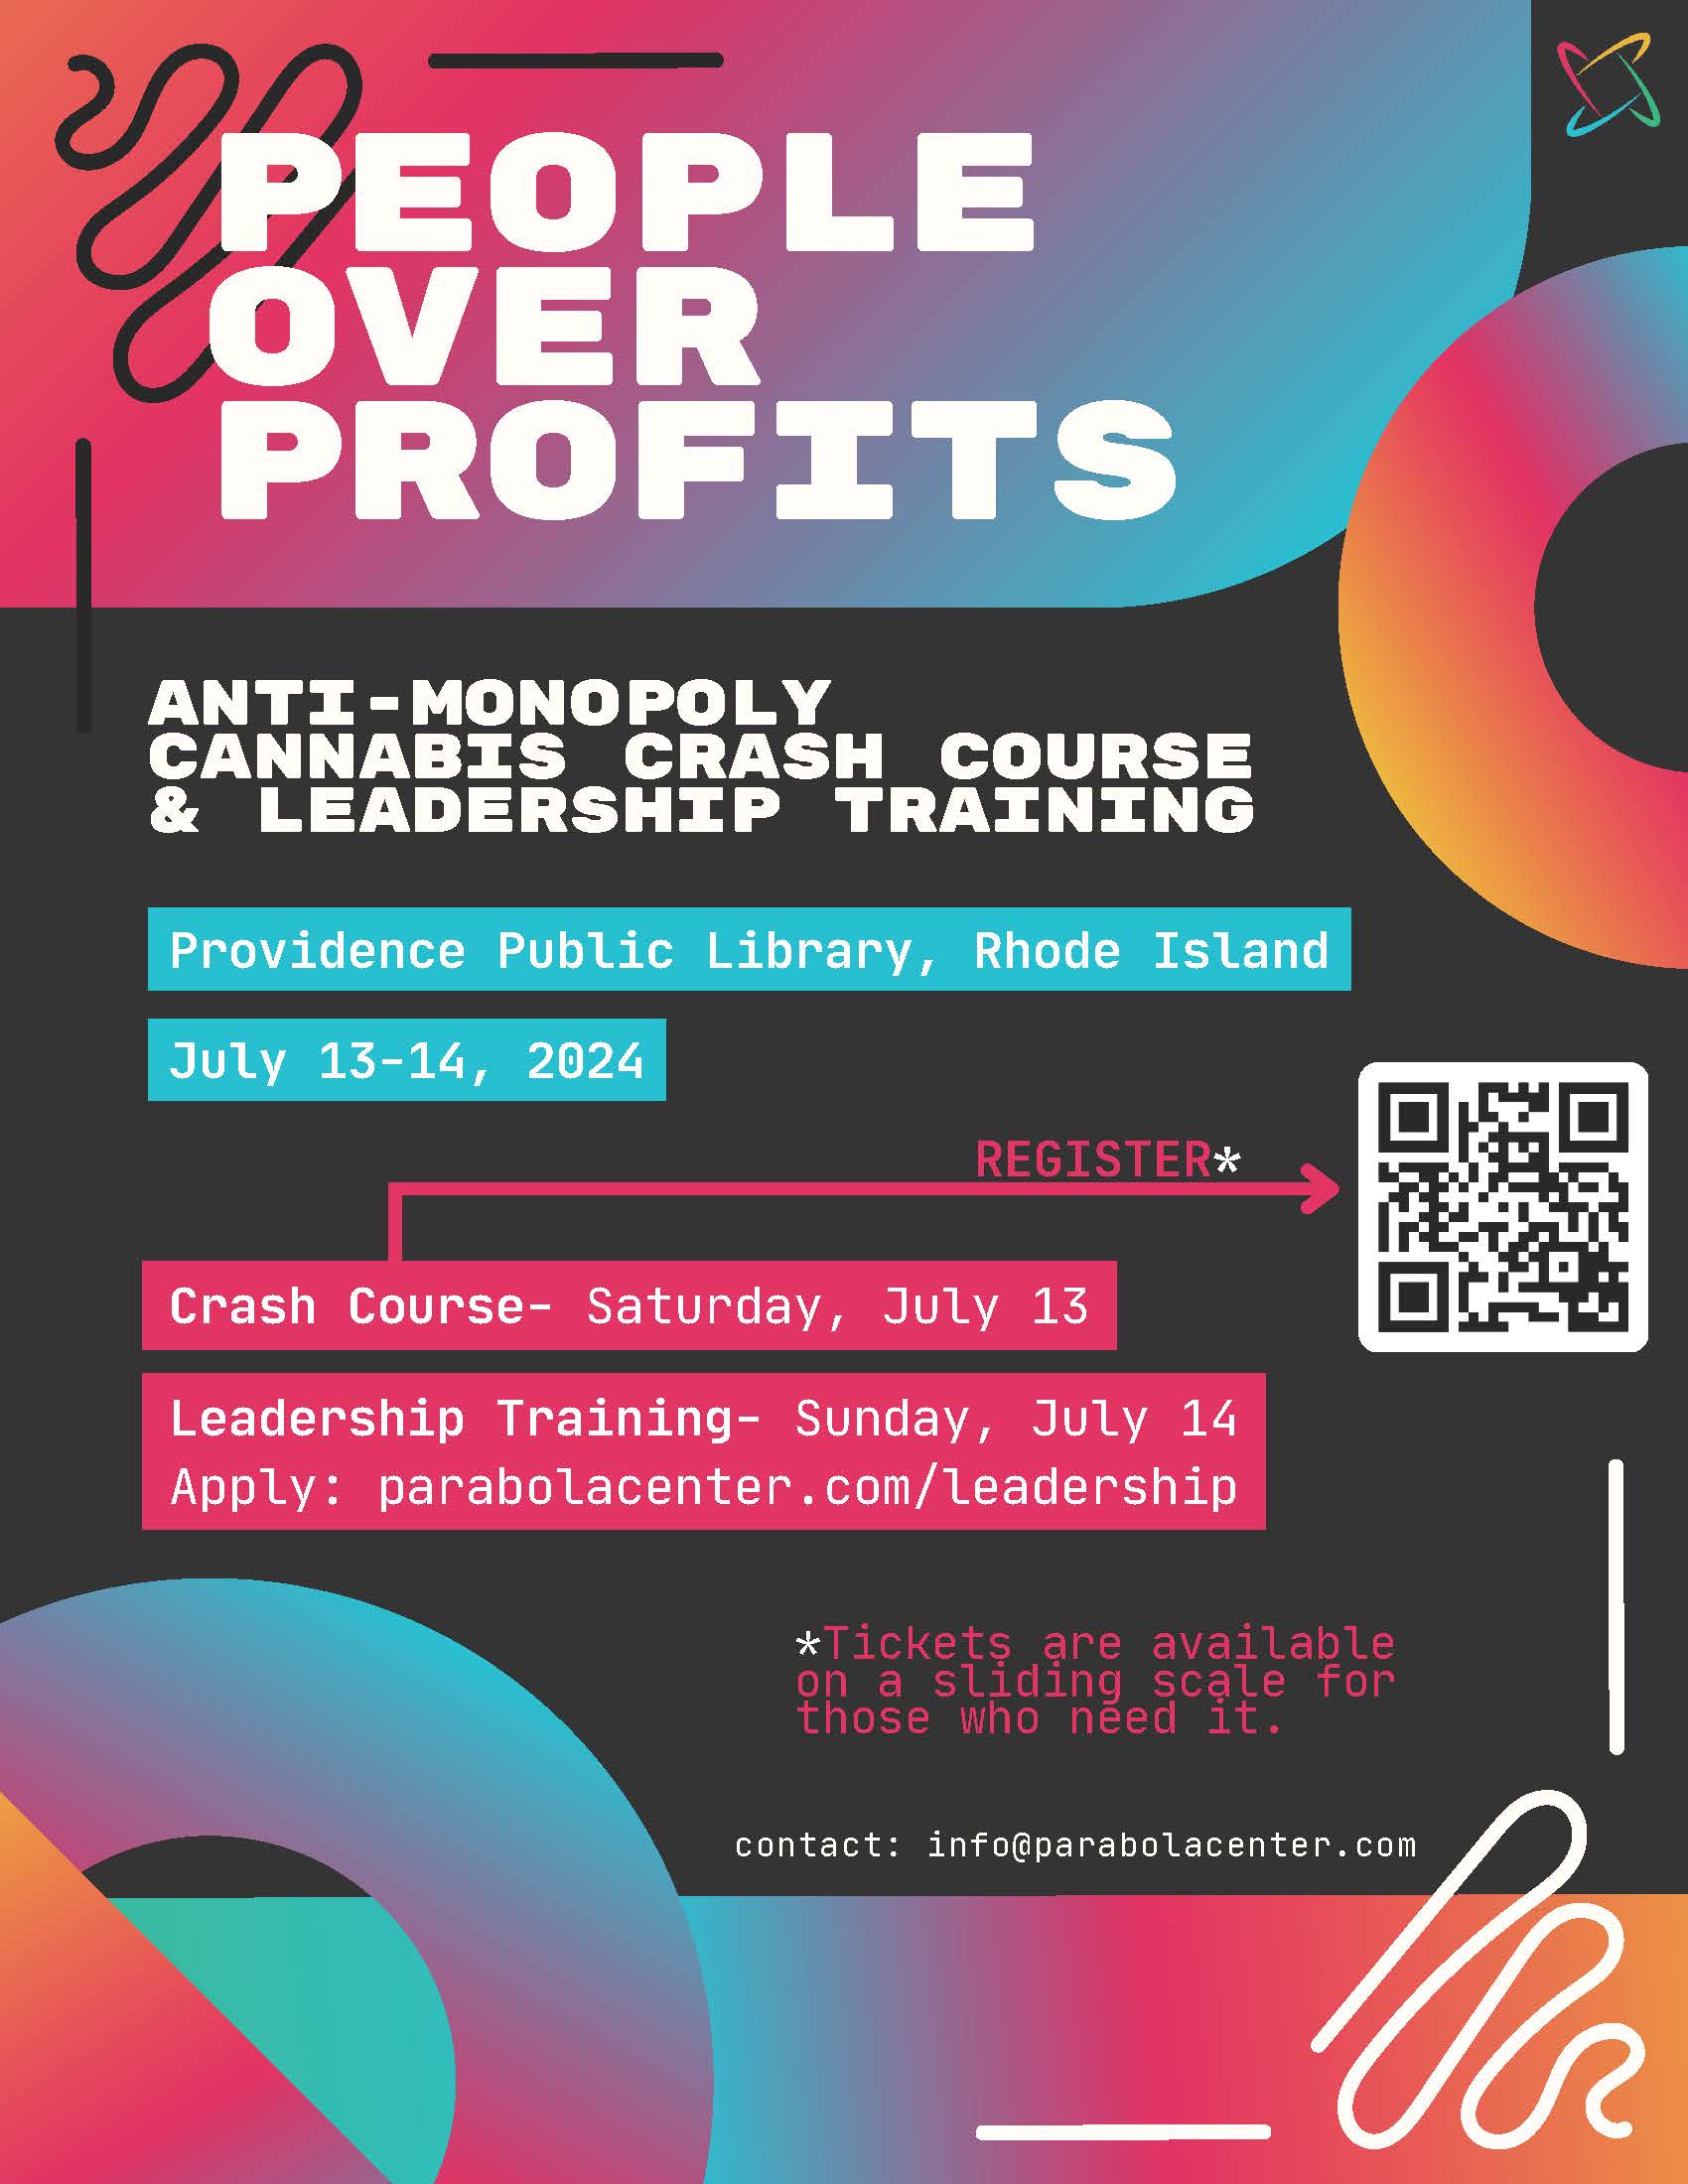 PEOPLE
OVER
PROFITS
ANTI-MONOPOLY
CANNABIS CRASH COURSE
& LEADERSHIP TRAINING
Providence Public Library, Rhode Island
July 13-14, 2024
REGISTER*
Crash Course- Saturday, July 13
Leadership Training- Sunday, July 14
Apply: parabolacenter.com/leadership
*Tickets are available
on a sliding scale for
those who need it.
contact: info@parabolacenter.com